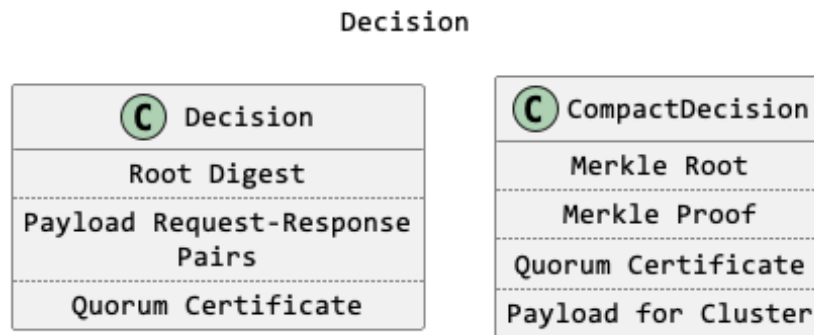 Decision
C Decision
Root Digest
Payload Request-Response
Pairs
Quorum Certificate
C CompactDecision
Merkle Root
Merkle Proof
Quorum Certificate
Payload for Cluster